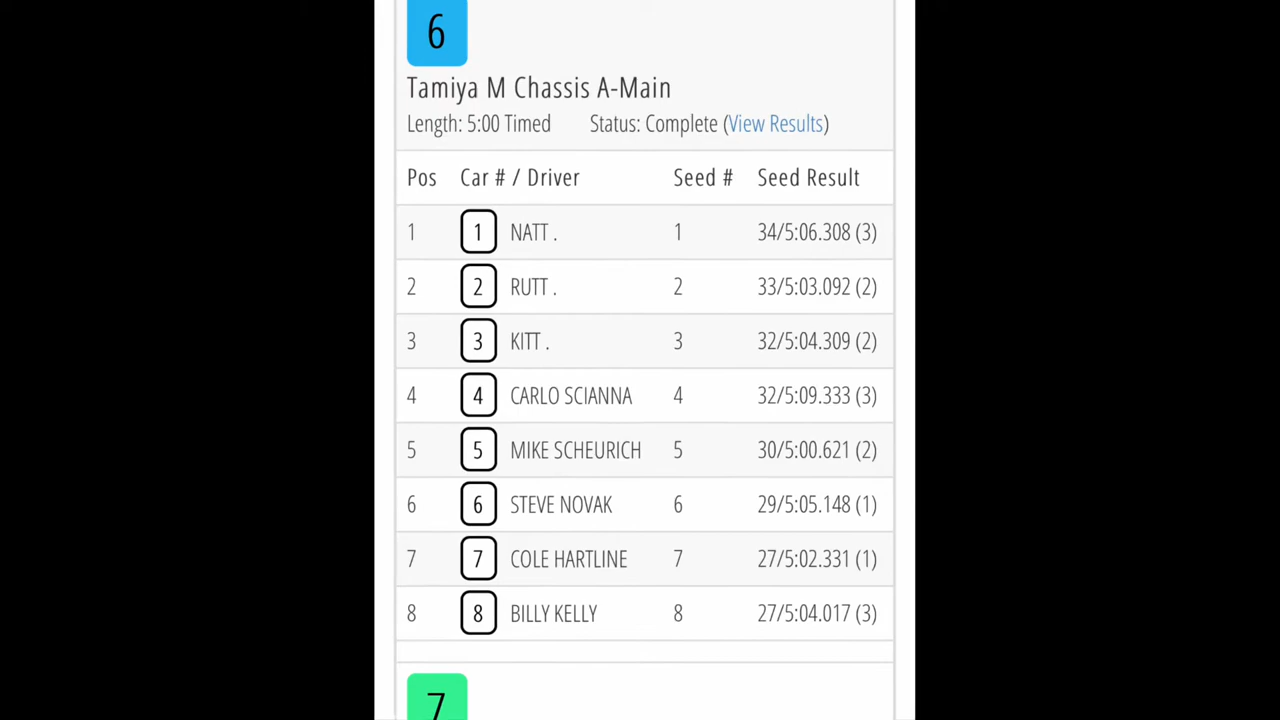 6
Tamiya M Chassis A-Main
Length: 5:00 Timed Status: Complete (View Results)
Pos Car # / Driver Seed # Seed Result
1 1 NATT . 1 34/5:06.308 (3)
2 2 RUTT . 2 33/5:03.092 (2)
3 3 KITT . 3 32/5:04.309 (2)
4 4 CARLO SCIANNA 4 32/5:09.333 (3)
5 5 MIKE SCHEURICH 5 30/5:00.621 (2)
6 6 STEVE NOVAK 6 29/5:05.148 (1)
7 7 COLE HARTLINE 7 27/5:02.331 (1)
8 8 BILLY KELLY 8 27/5:04.017 (3)
7